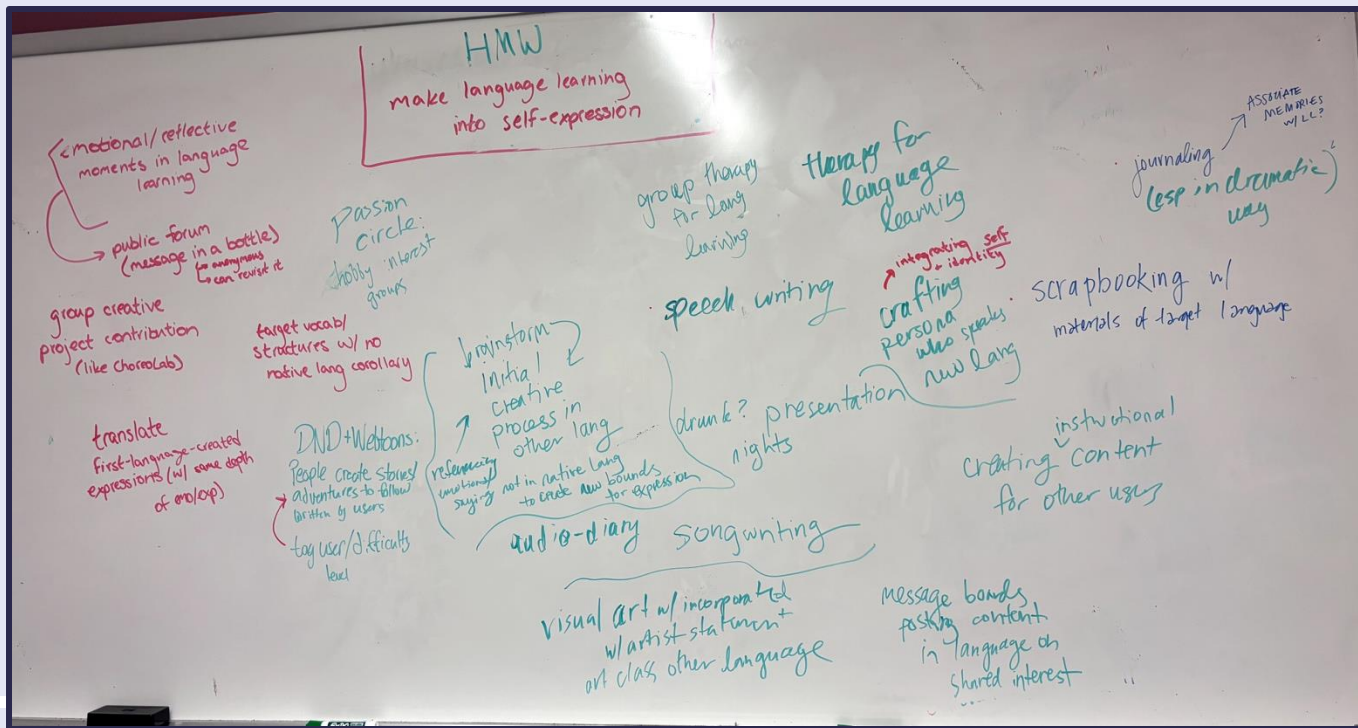 HMW
make language learning
into self-expression
emotional/reflective
moments in language
learning
public forum
(message in a bottle)
anonymous
can revisit it
group creative
project contribution
(like ChoreoLab)
translate
first-language-created
expressions (w/ same depth
of emo/exp)
Passion
circle:
hobby interest
groups
target vocab/
structures w/ no
native lang corollary
DND + Webtoons:
People create stories/
adventures to follow
written by users
tag user/difficulty
level
brainstorm
initial
creative
process in
other lang
referencing
emotional
saying not in native lang
to create new bounds
for expression
group therapy
for lang
learning
therapy for
language
learning
speech writing
integrating self
+ identity
crafting
persona
who speaks
new lang
drunk? presentation
nights
audio-diary
songwriting
visual art w/ incorporated
w/ artist statement
art class other language
ASSOCIATE
MEMORIES
W/ LL?
journaling
(esp in dramatic)
way
scrapbooking w/
materials of target language
instructional
creating content
for other users
message boards
posting content
in language on
shared interest